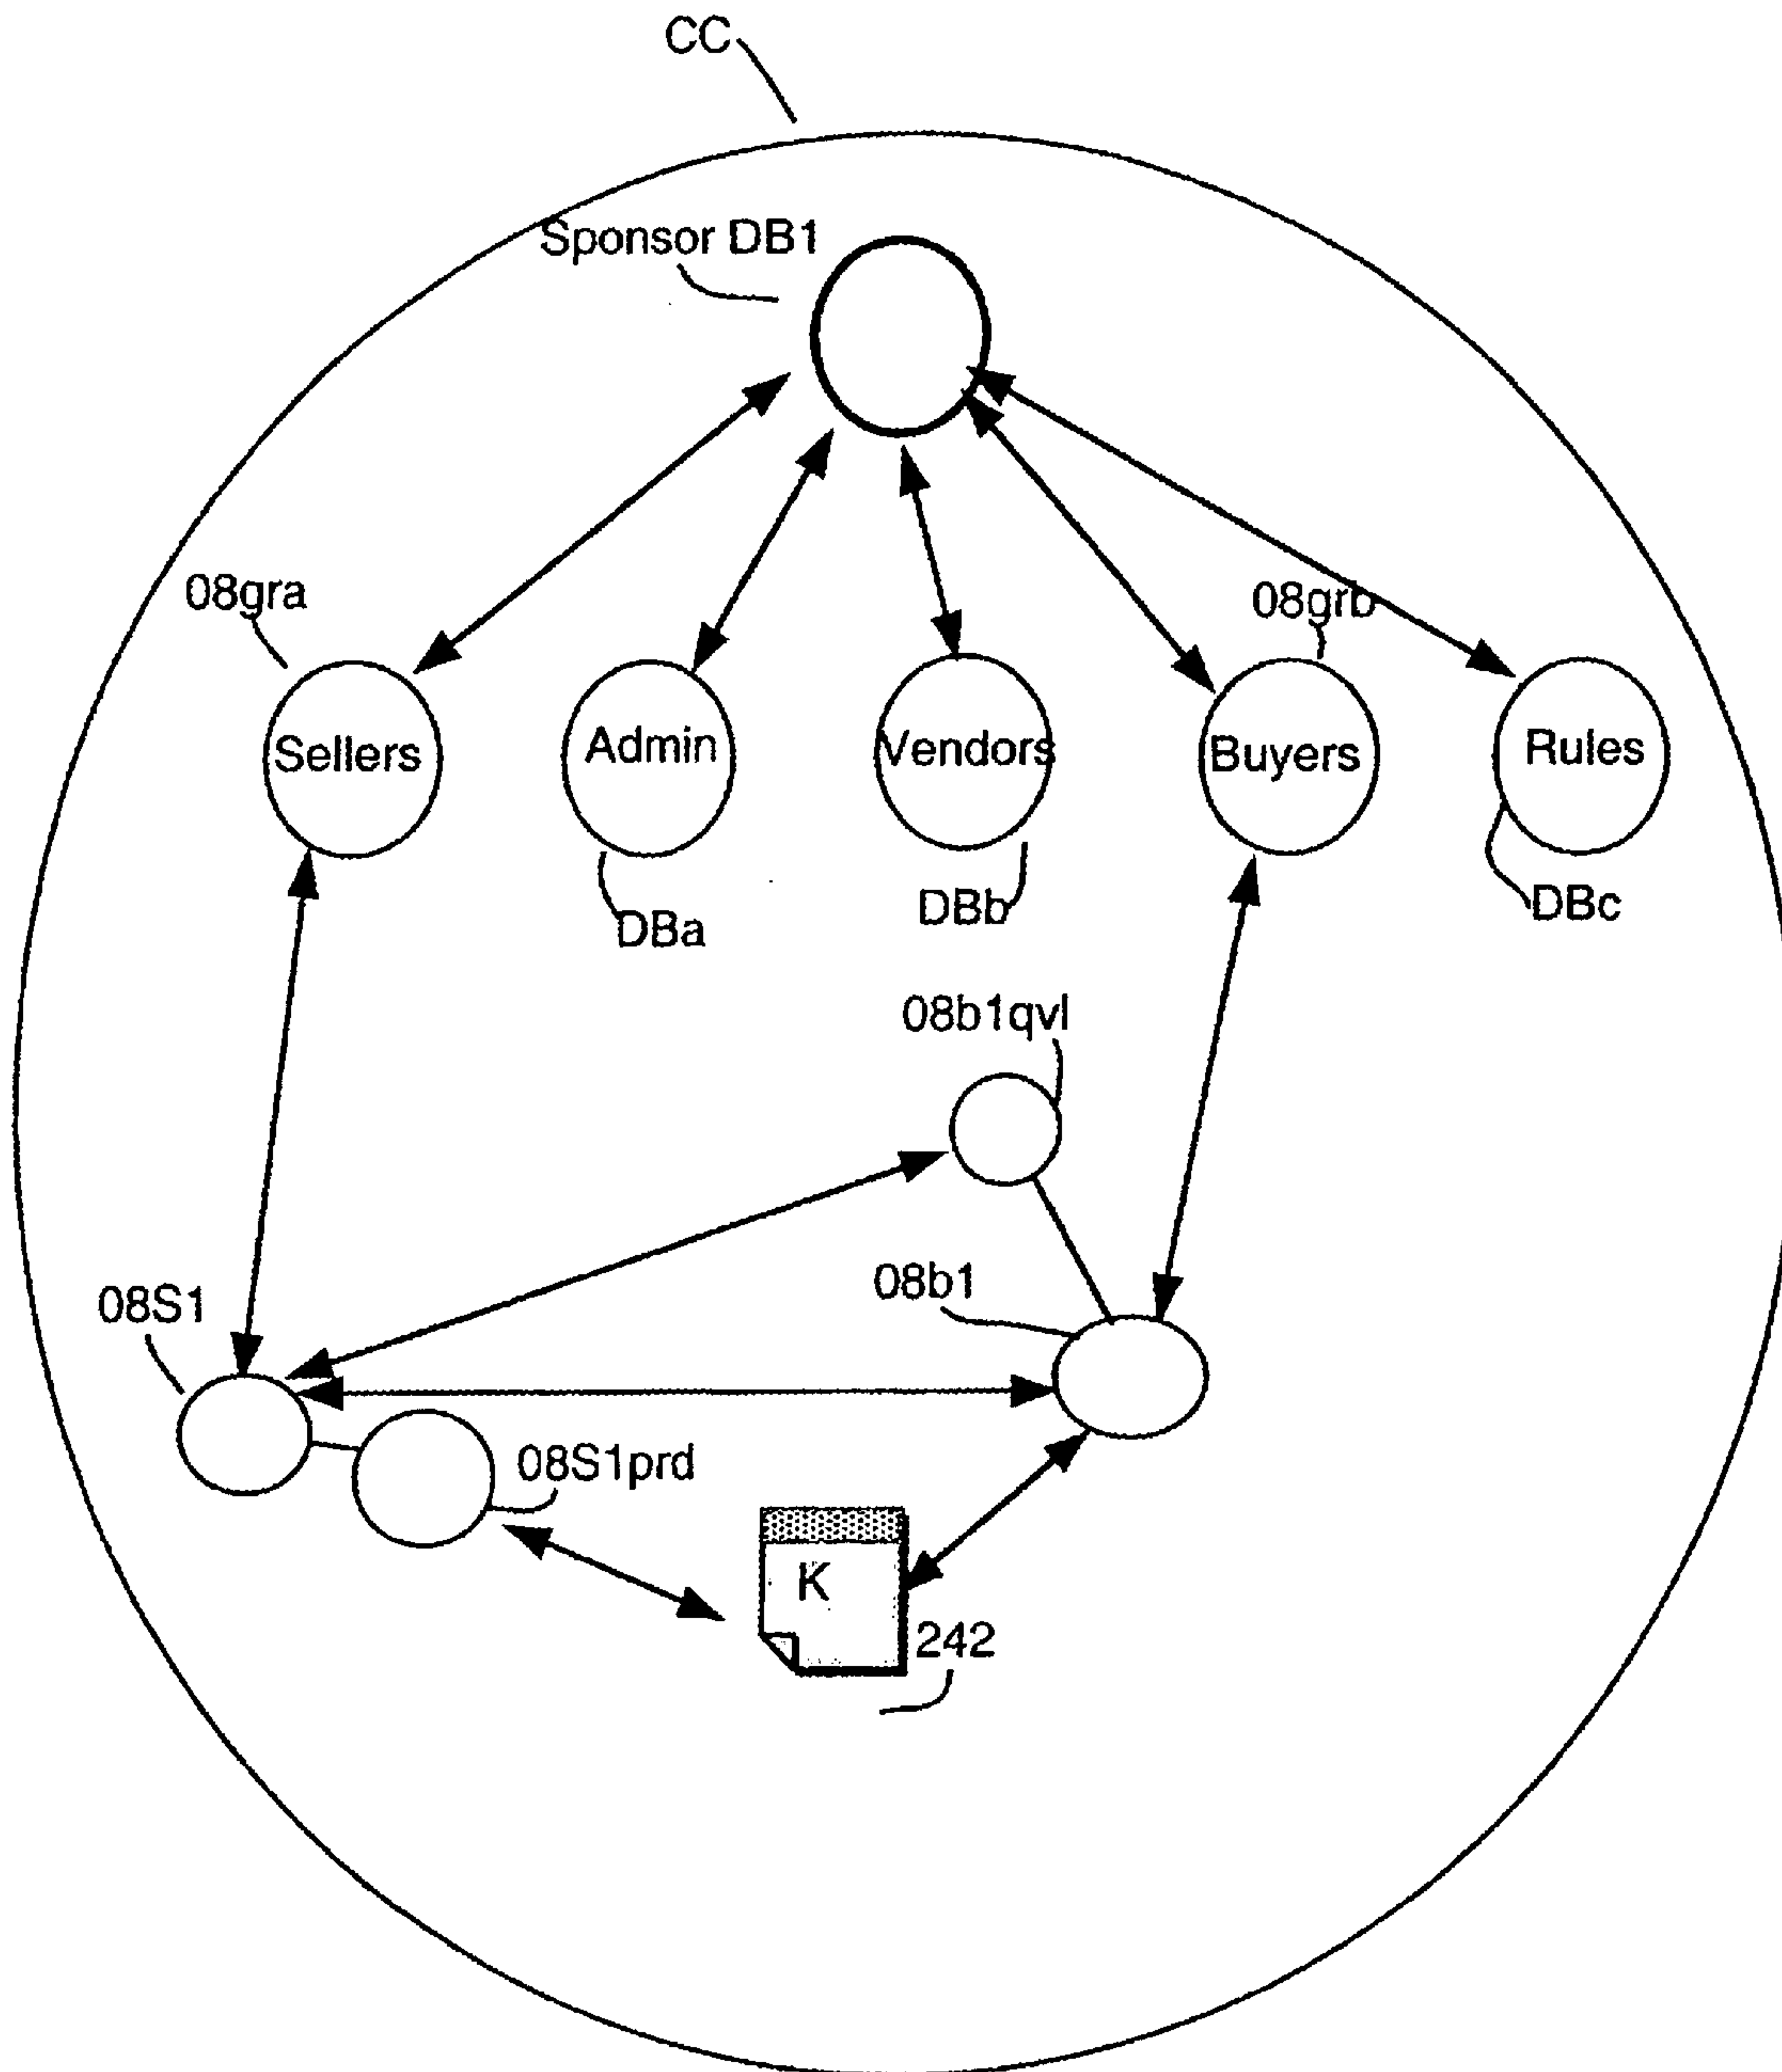 CC
Sponsor DB1
08gra
08grb
Sellers
Admin
Vendors
Buyers
Rules
DBa
DBb
DBc
08b1qvl
08b1
08S1
08S1prd
K
242